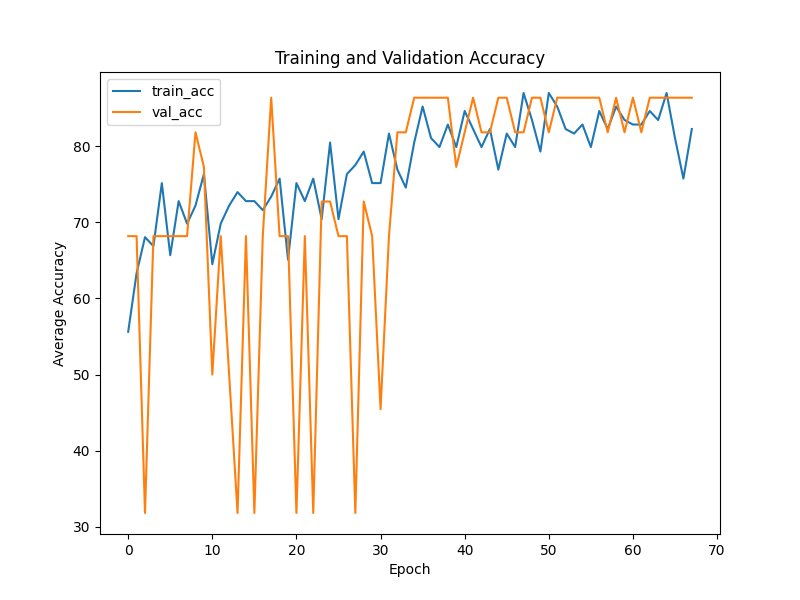 Training and Validation Accuracy
train_acc
val_acc
Average Accuracy
80
70
60
50
40
30
0 10 20 30 40 50 60 70
Epoch